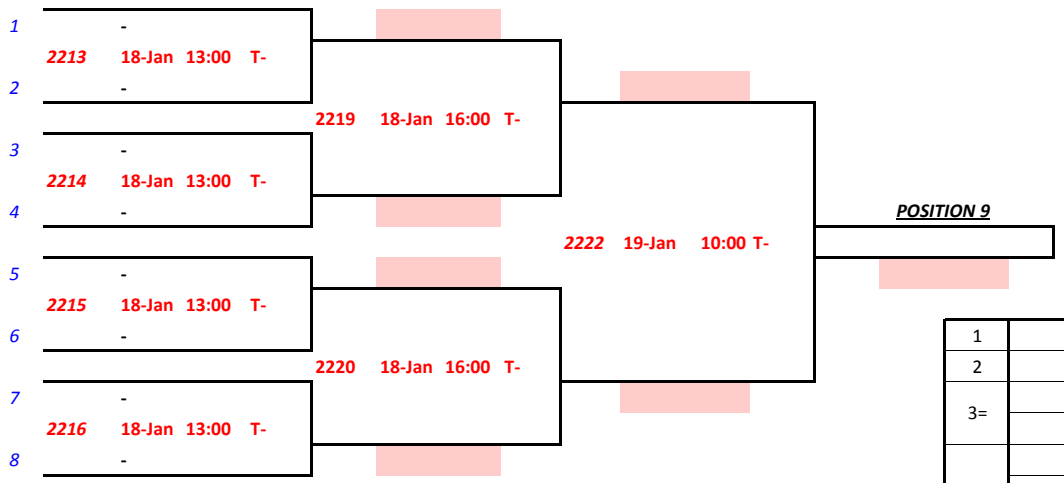 1 -
2213 18-Jan 13:00 T-
2 -
2219 18-Jan 16:00 T-
3 -
2214 18-Jan 13:00 T-
4 -
POSITION 9
2222 19-Jan 10:00 T-
5 -
2215 18-Jan 13:00 T-
6 -
2220 18-Jan 16:00 T-
7 -
2216 18-Jan 13:00 T-
8 -
1
2
3=